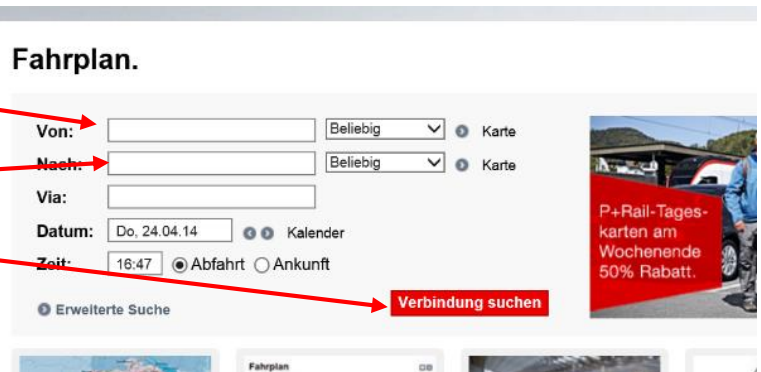 Fahrplan.
Von: Beliebig Karte
Nach: Beliebig Karte
Via:
Datum: Do, 24.04.14 Kalender
Zeit: 16:47 Abfahrt Ankunft
Erweiterte Suche Verbindung suchen
P+Rail-Tages-
karten am
Wochenende
50% Rabatt.
Fahrplan